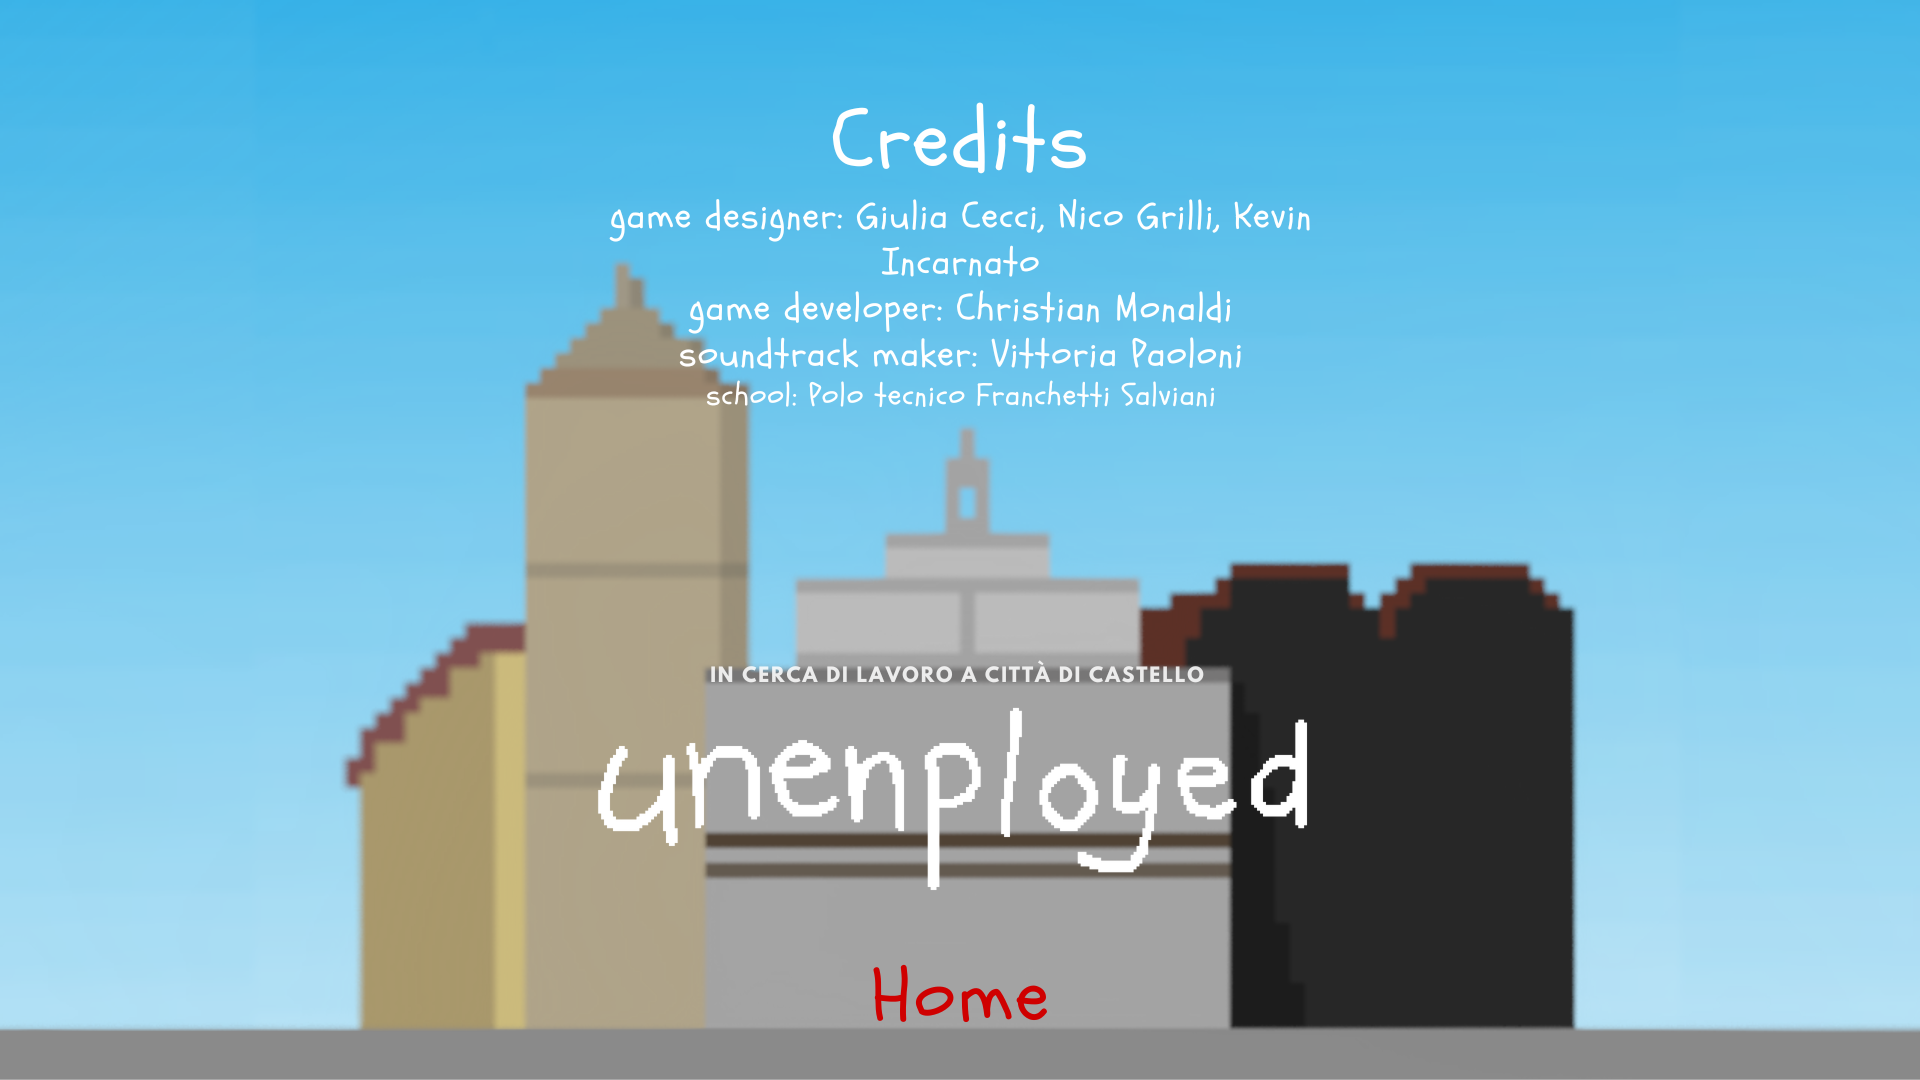 Credits
game designer: Giulia Cecci, Nico Grilli, Kevin
Incarnato
game developer: Christian Monaldi
soundtrack maker: Vittoria Paoloni
school: Polo tecnico Franchetti Salviani
IN CERCA DI LAVORO A CITTÀ DI CASTELLO
unenployed
Home